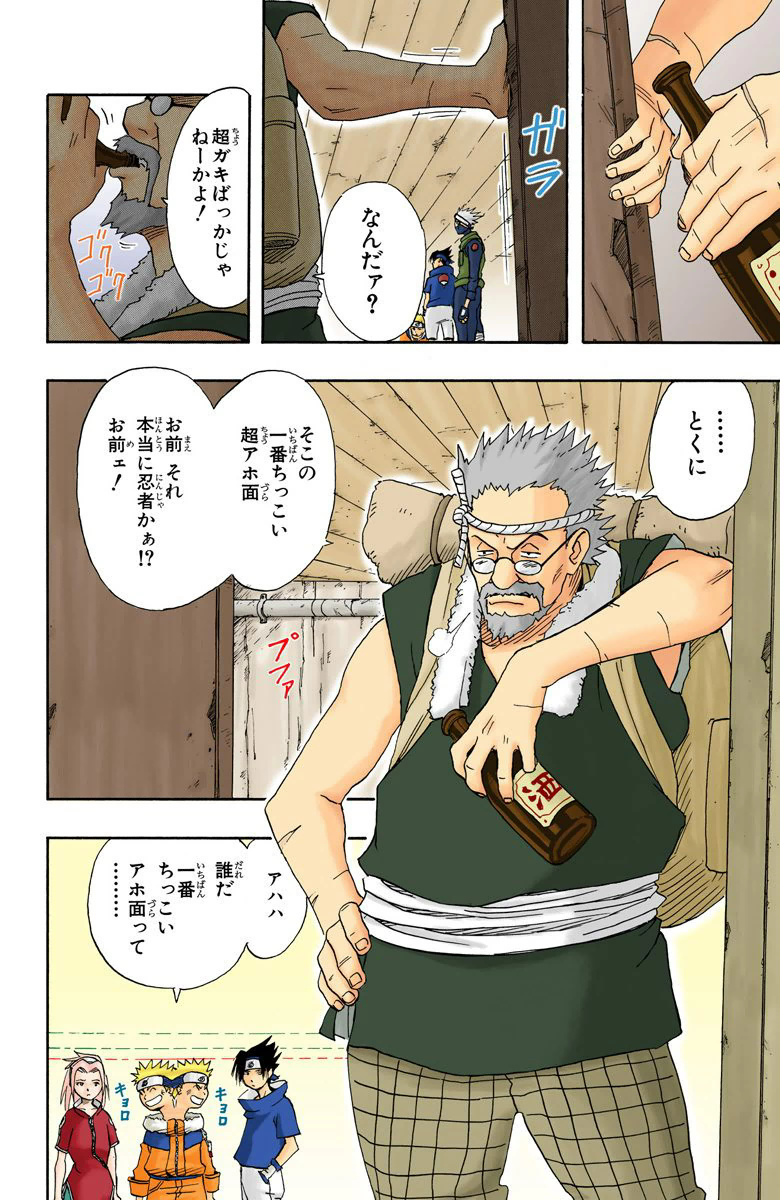 ガラ
なんだァ？
超ガキばっかじゃ
ねーかよ！
ゴクゴク
酒
……
とくに
そこの
一番ちっこい
超アホ面
お前 それ
本当に忍者かぁ!?
お前ェ！
プファ
酒
アハハ
誰だ
一番
ちっこい
アホ面って
………
キョロ
キョロ